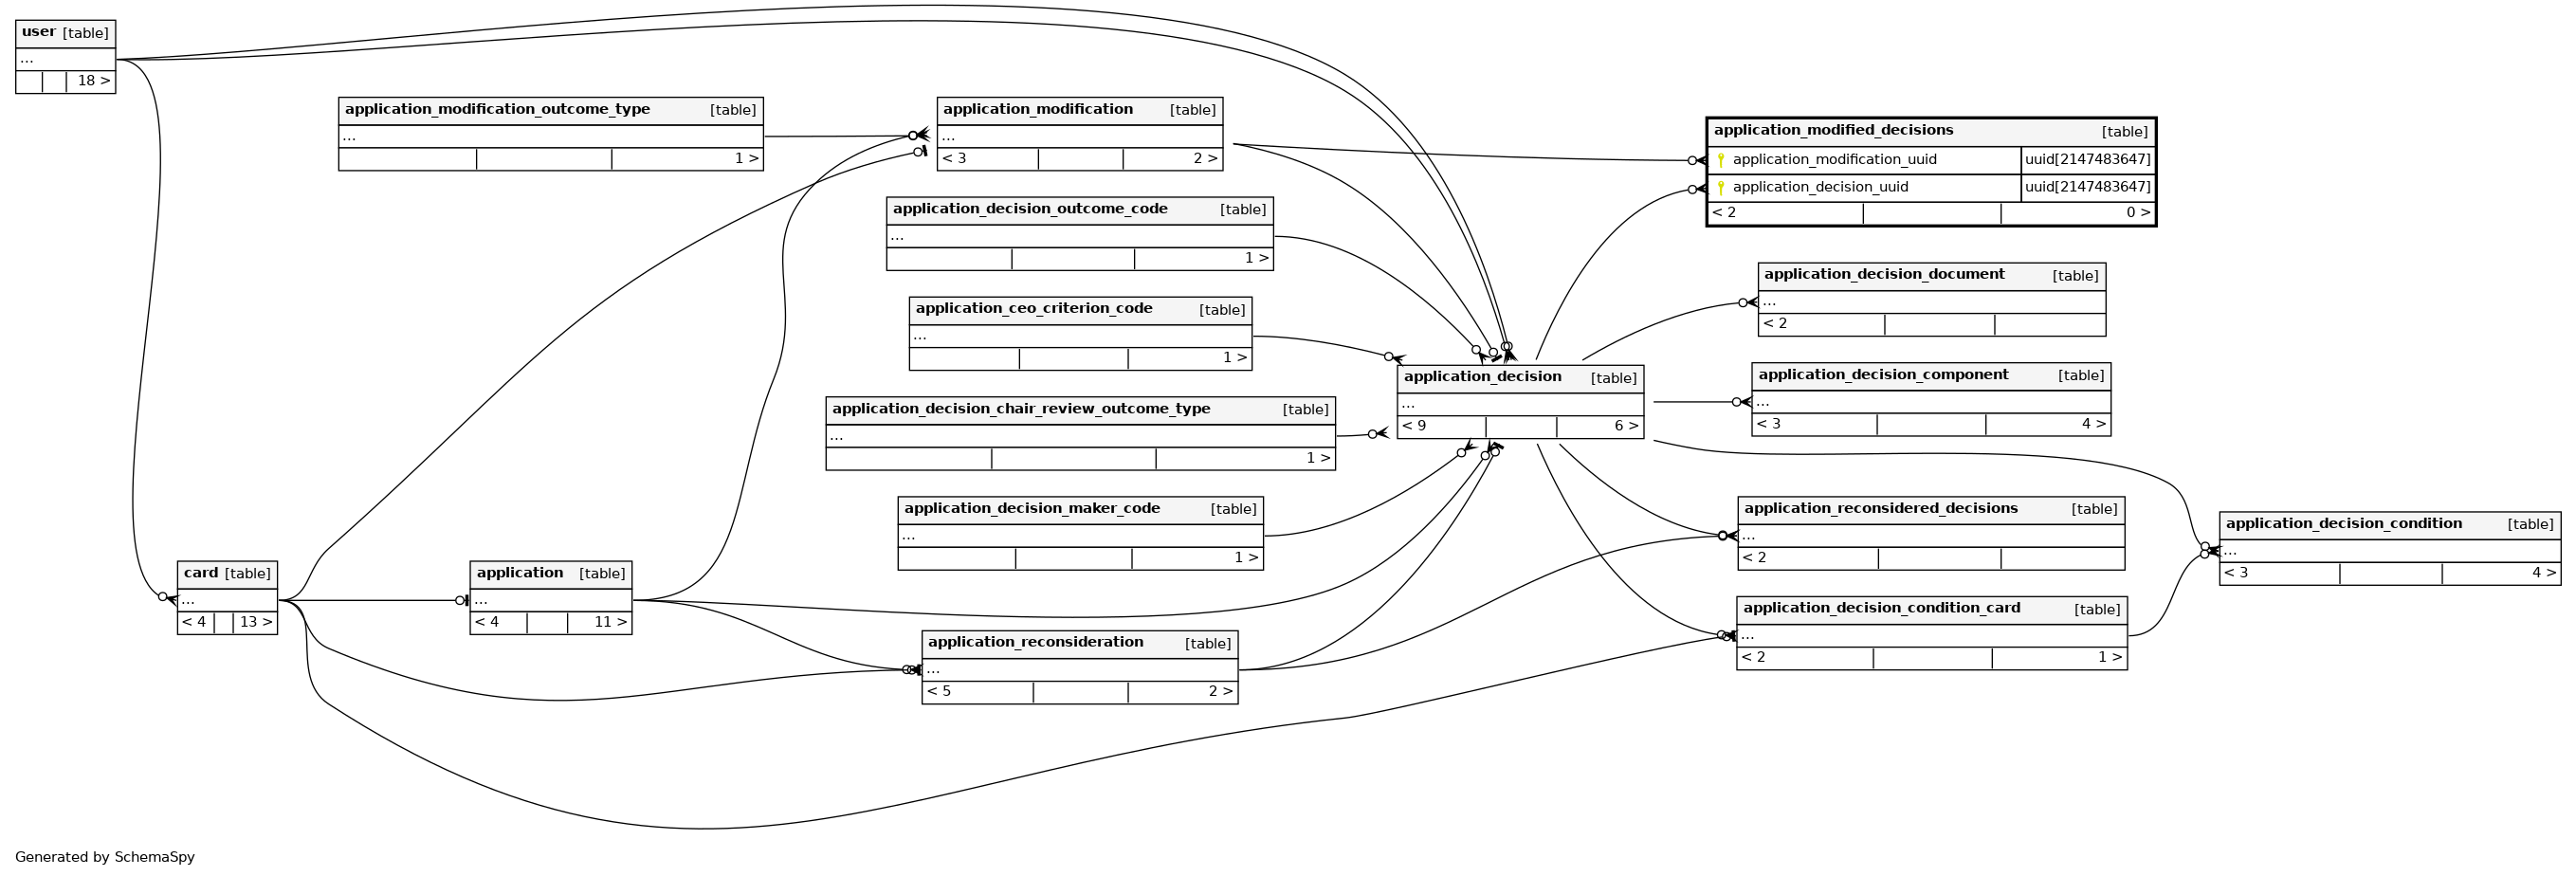 user [table]
...
18 >
application_modification_outcome_type [table]
...
1 >
application_modification [table]
...
< 3 2 >
application_modified_decisions [table]
application_modification_uuid uuid[2147483647]
application_decision_uuid uuid[2147483647]
< 2 0 >
application_decision_outcome_code [table]
...
1 >
application_decision_document [table]
...
< 2
application_ceo_criterion_code [table]
...
1 >
application_decision [table]
...
< 9 6 >
application_decision_component [table]
...
< 3 4 >
application_decision_chair_review_outcome_type [table]
...
1 >
application_decision_maker_code [table]
...
1 >
application_reconsidered_decisions [table]
...
< 2
application_decision_condition [table]
...
< 3 4 >
card [table]
...
< 4 13 >
application [table]
...
< 4 11 >
application_decision_condition_card [table]
...
< 2 1 >
application_reconsideration [table]
...
< 5 2 >
Generated by SchemaSpy